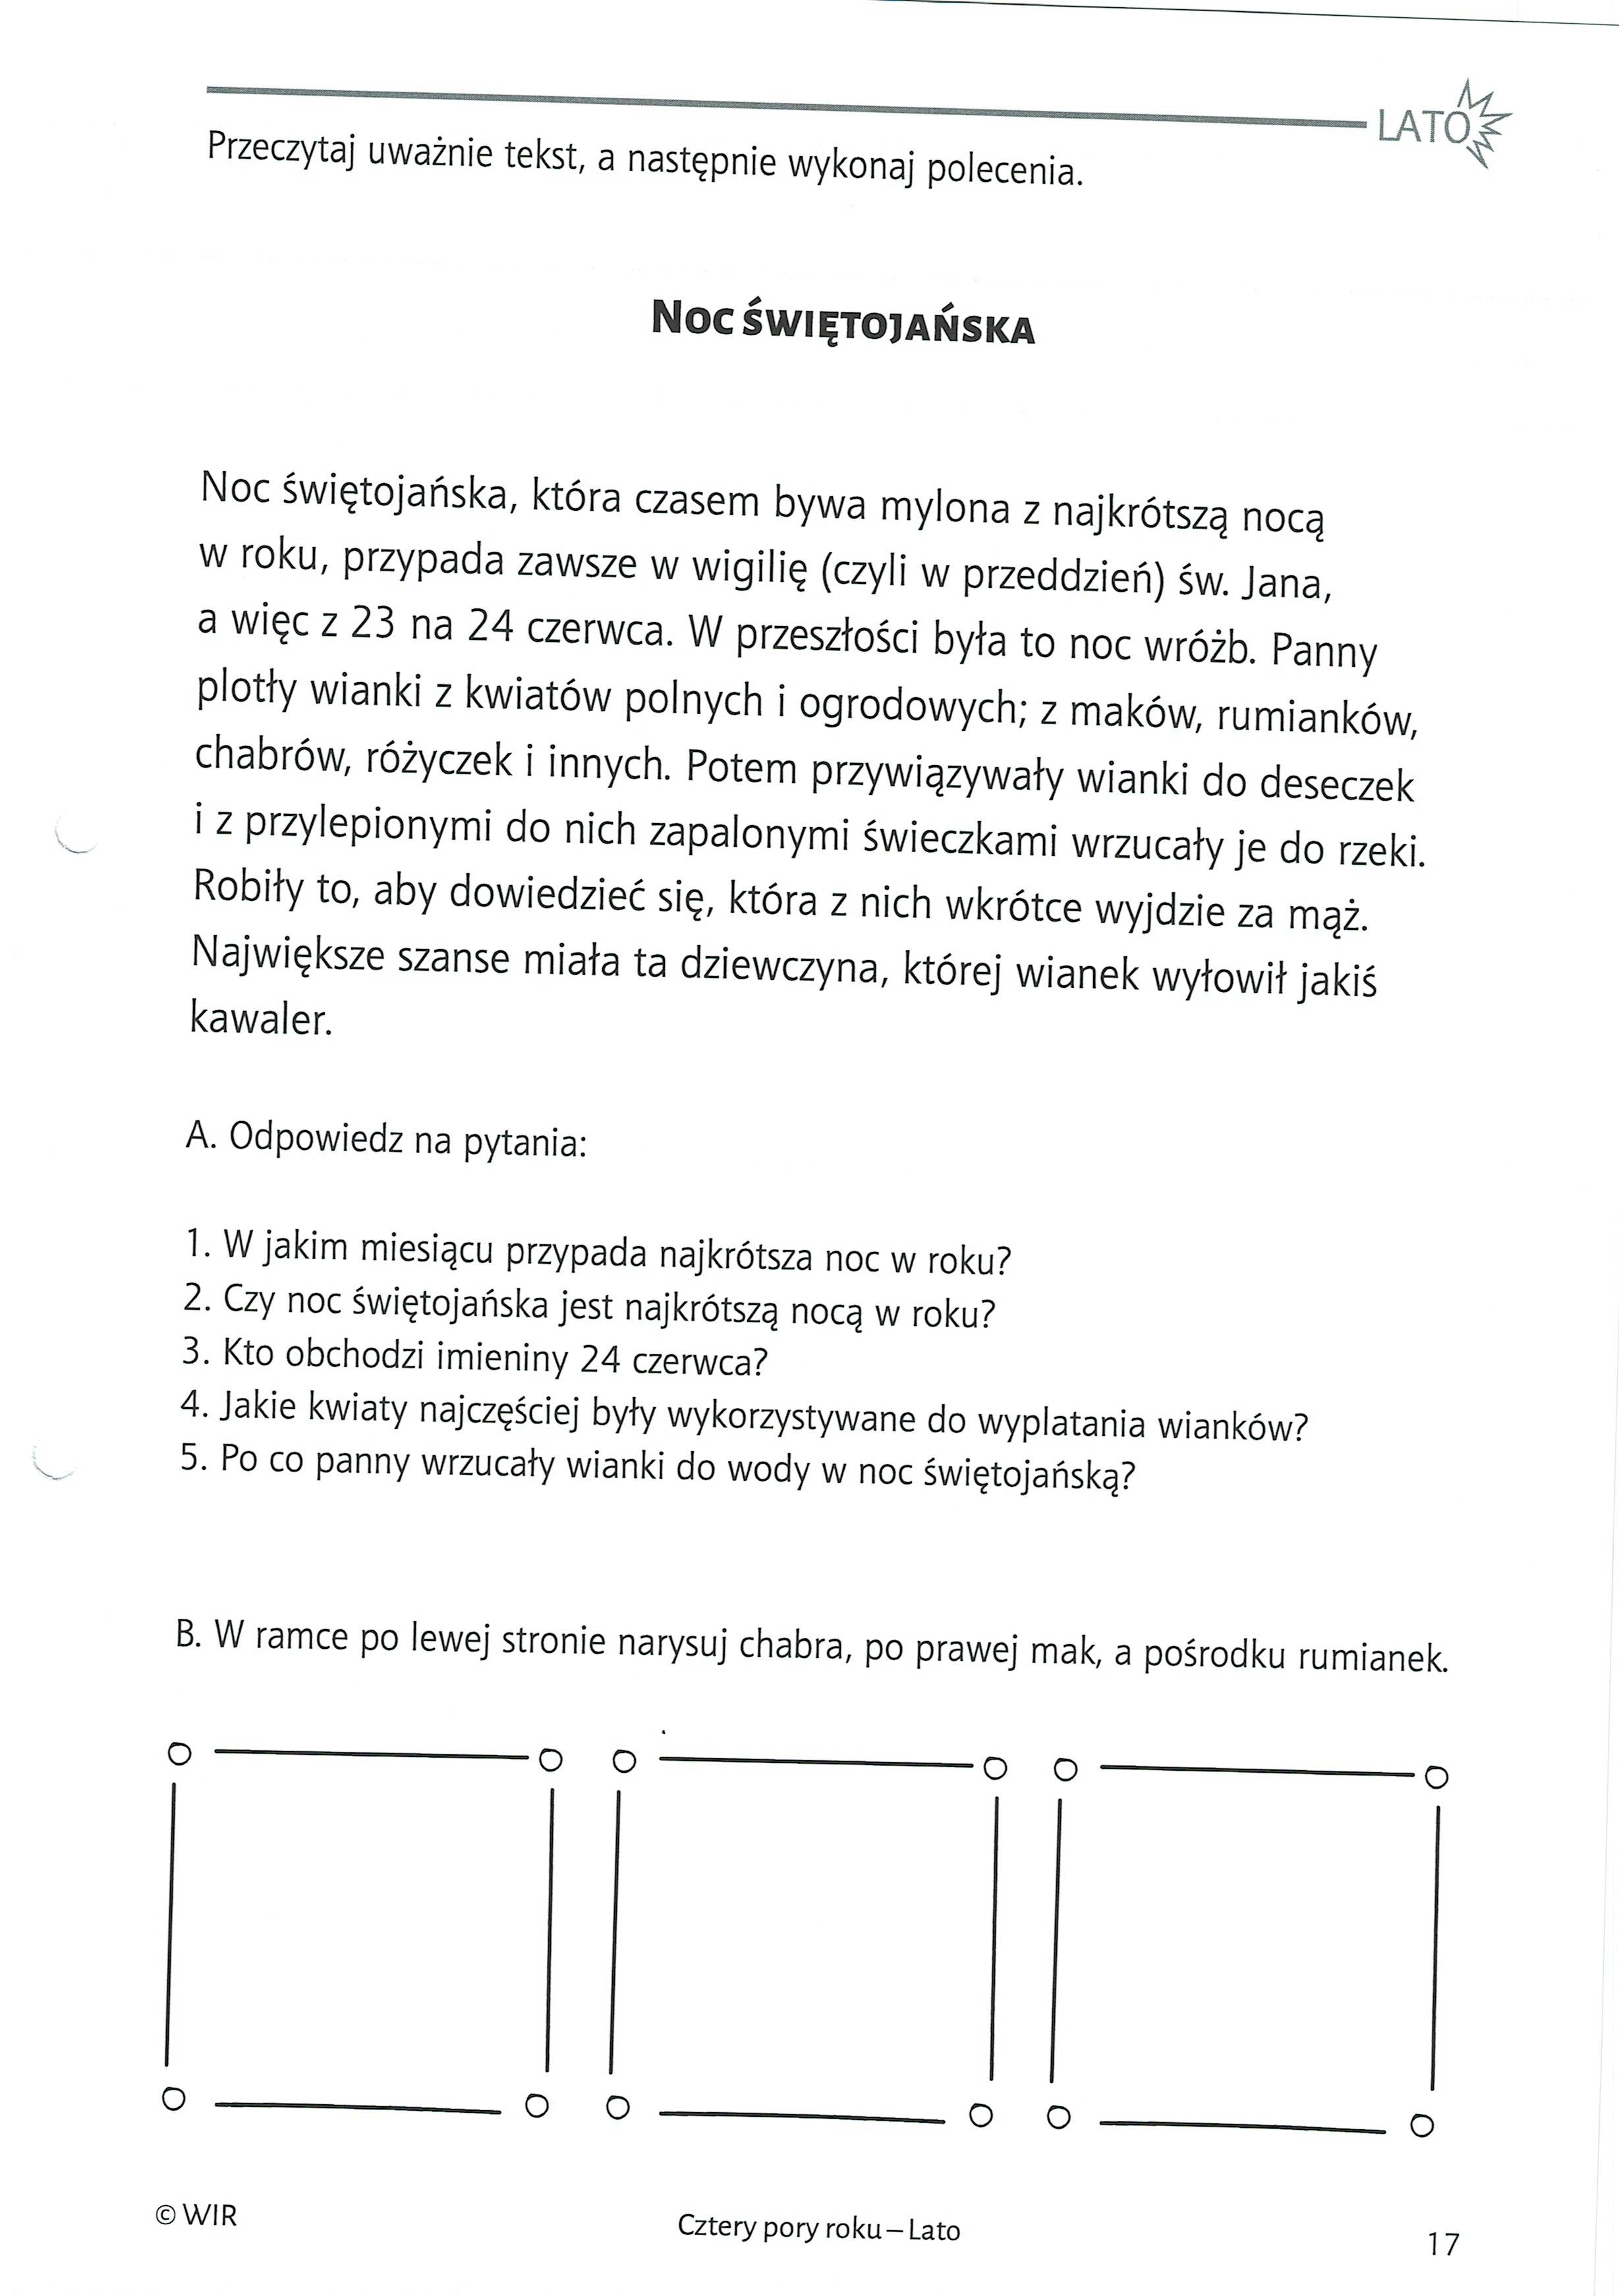 LATO
Przeczytaj uważnie tekst, a następnie wykonaj polecenia.
Noc świętojańska
Noc świętojańska, która czasem bywa mylona z najkrótszą nocą
w roku, przypada zawsze w wigilię (czyli w przeddzień) św. Jana,
a więc z 23 na 24 czerwca. W przeszłości była to noc wróżb. Panny
plotły wianki z kwiatów polnych i ogrodowych; z maków, rumianków,
chabrów, różyczek i innych. Potem przywiązywały wianki do deseczek
i z przylepionymi do nich zapalonymi świeczkami wrzucały je do rzeki.
Robiły to, aby dowiedzieć się, która z nich wkrótce wyjdzie za mąż.
Największe szanse miała ta dziewczyna, której wianek wyłowił jakiś
kawaler.
A. Odpowiedz na pytania:
1. W jakim miesiącu przypada najkrótsza noc w roku?
2. Czy noc świętojańska jest najkrótszą nocą w roku?
3. Kto obchodzi imieniny 24 czerwca?
4. Jakie kwiaty najczęściej były wykorzystywane do wyplatania wianków?
5. Po co panny wrzucały wianki do wody w noc świętojańską?
B. W ramce po lewej stronie narysuj chabra, po prawej mak, a pośrodku rumianek.
© WIR
Cztery pory roku – Lato
17